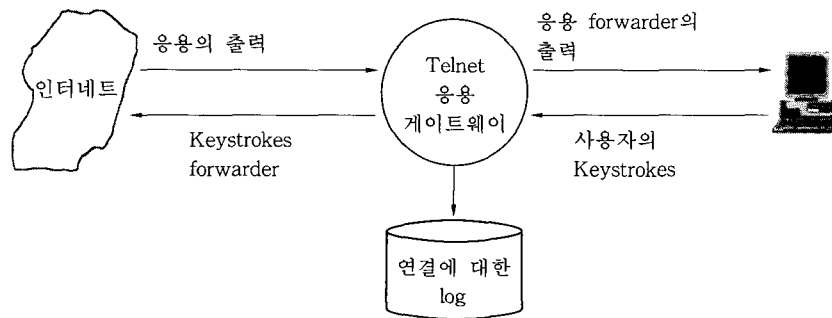 인터네트
응용의 출력
Keystrokes
forwarder
Telnet
응용
게이트웨이
응용 forwarder의
출력
사용자의
Keystrokes
연결에 대한
log